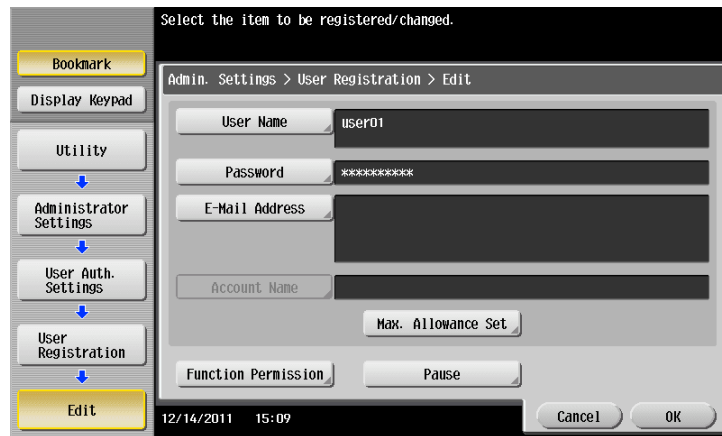 Select the item to be registered/changed.
Bookmark
Display Keypad
Utility
Administrator
Settings
User Auth.
Settings
User
Registration
Edit
Admin. Settings > User Registration > Edit
User Name
user01
Password
**********
E-Mail Address
Account Name
Max. Allowance Set
Function Permission
Pause
12/14/2011 15:09
Cancel
OK